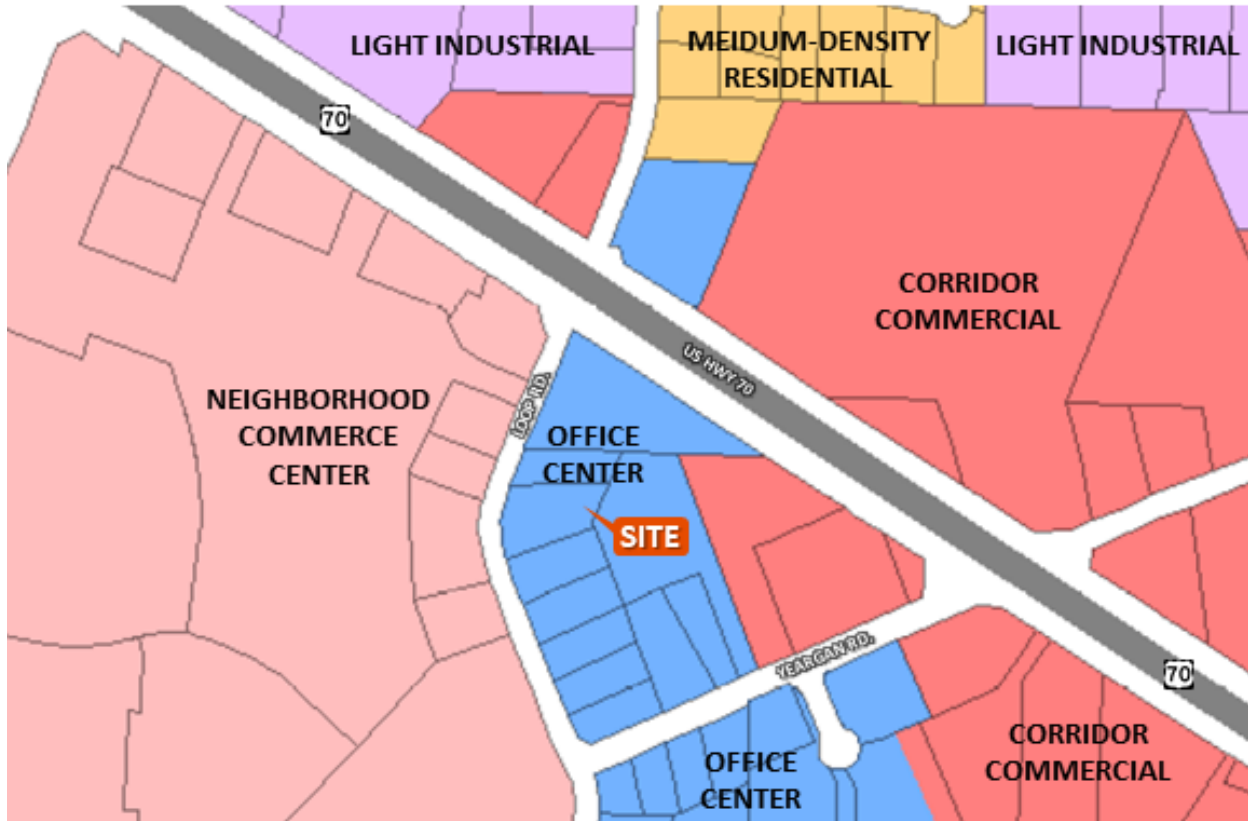 LIGHT INDUSTRIAL
MEIDUM-DENSITY
RESIDENTIAL
LIGHT INDUSTRIAL
70
CORRIDOR
COMMERCIAL
US HWY 70
LOOP RD.
NEIGHBORHOOD
COMMERCE
CENTER
OFFICE
CENTER
SITE
YEARGAN RD.
70
OFFICE
CENTER
CORRIDOR
COMMERCIAL